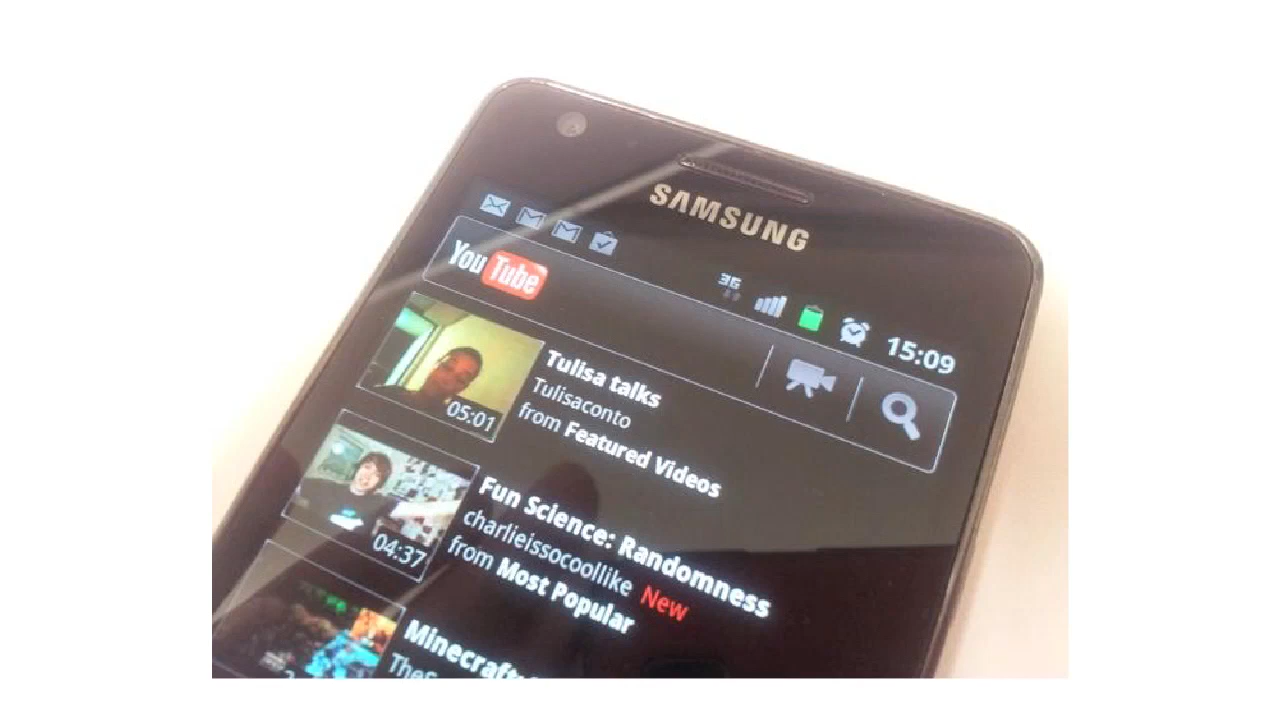 SAMSUNG
3G
15:09
YouTube
05:01
Tulisa talks
Tulisaconto
from Featured Videos
04:37
Fun Science: Randomness
charlieissocoollike New
from Most Popular
Minecraft